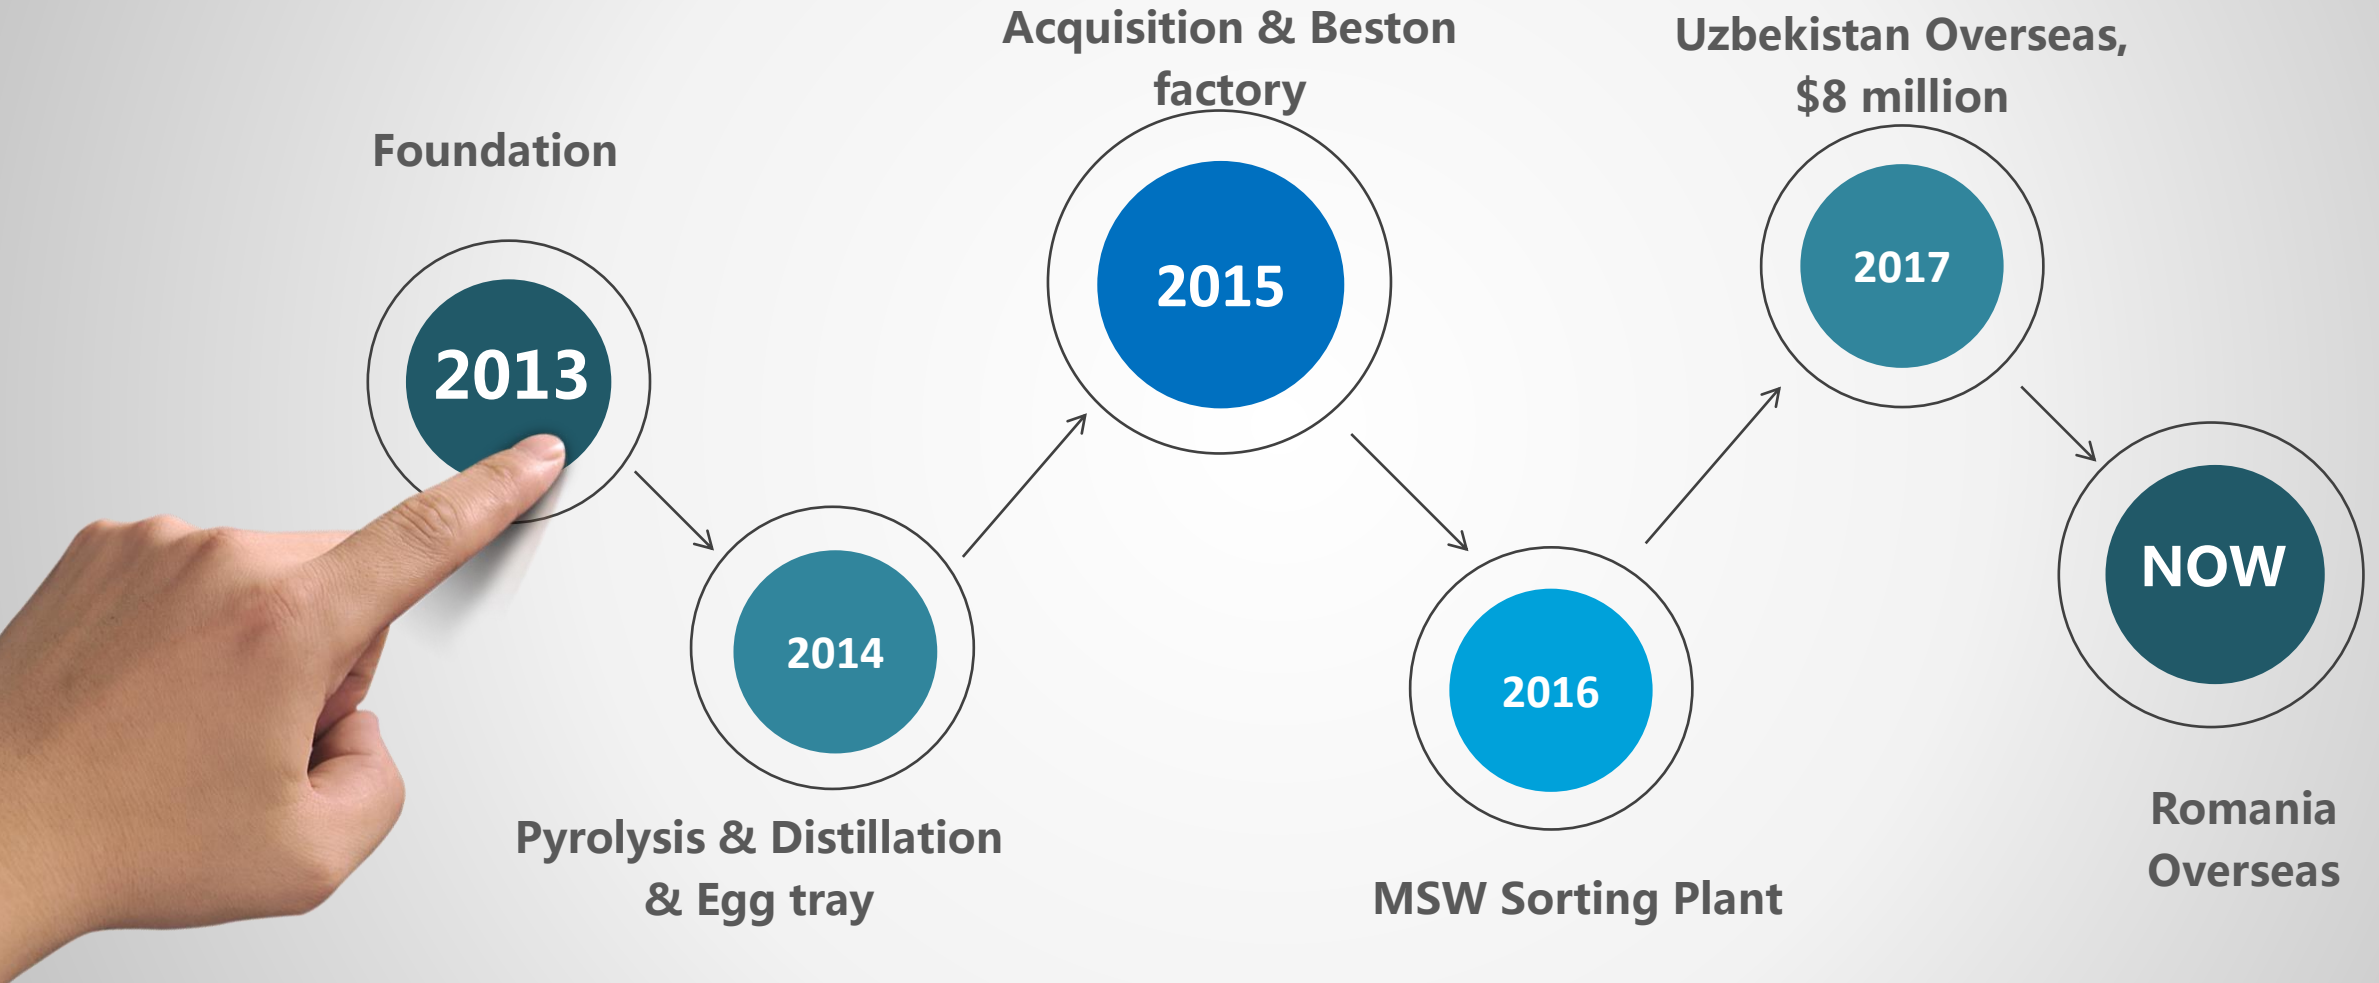 Foundation
2013
2014
Pyrolysis & Distillation
& Egg tray
Acquisition & Beston
factory
2015
2016
MSW Sorting Plant
Uzbekistan Overseas,
$8 million
2017
NOW
Romania
Overseas